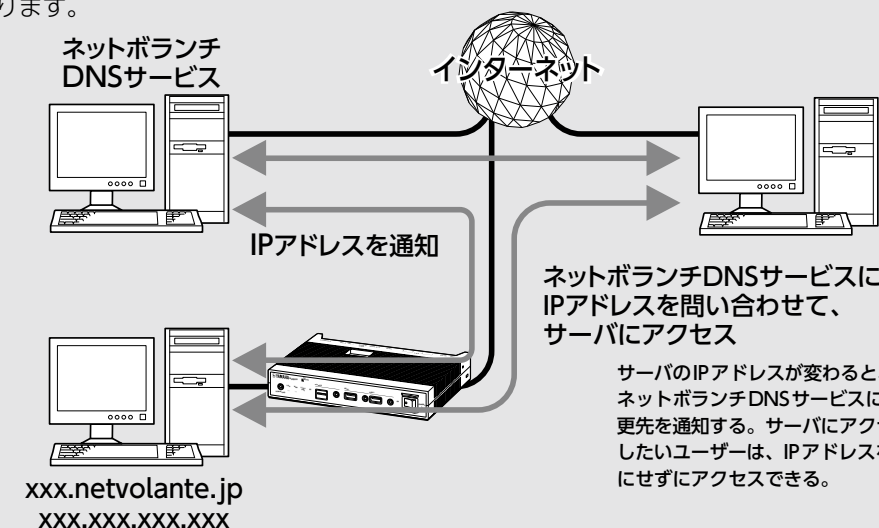 ります。
ネットボランチ
DNSサービス
インターネット
IPアドレスを通知
ネットボランチDNSサービスに
IPアドレスを問い合わせて、
サーバにアクセス
サーバのIPアドレスが変わると
ネットボランチDNSサービスに
更先を通知する。サーバにアク
したいユーザーは、IPアドレスを
にせずにアクセスできる。
YAMAHA
xxx.netvolante.jp
xxx.xxx.xxx.xxx